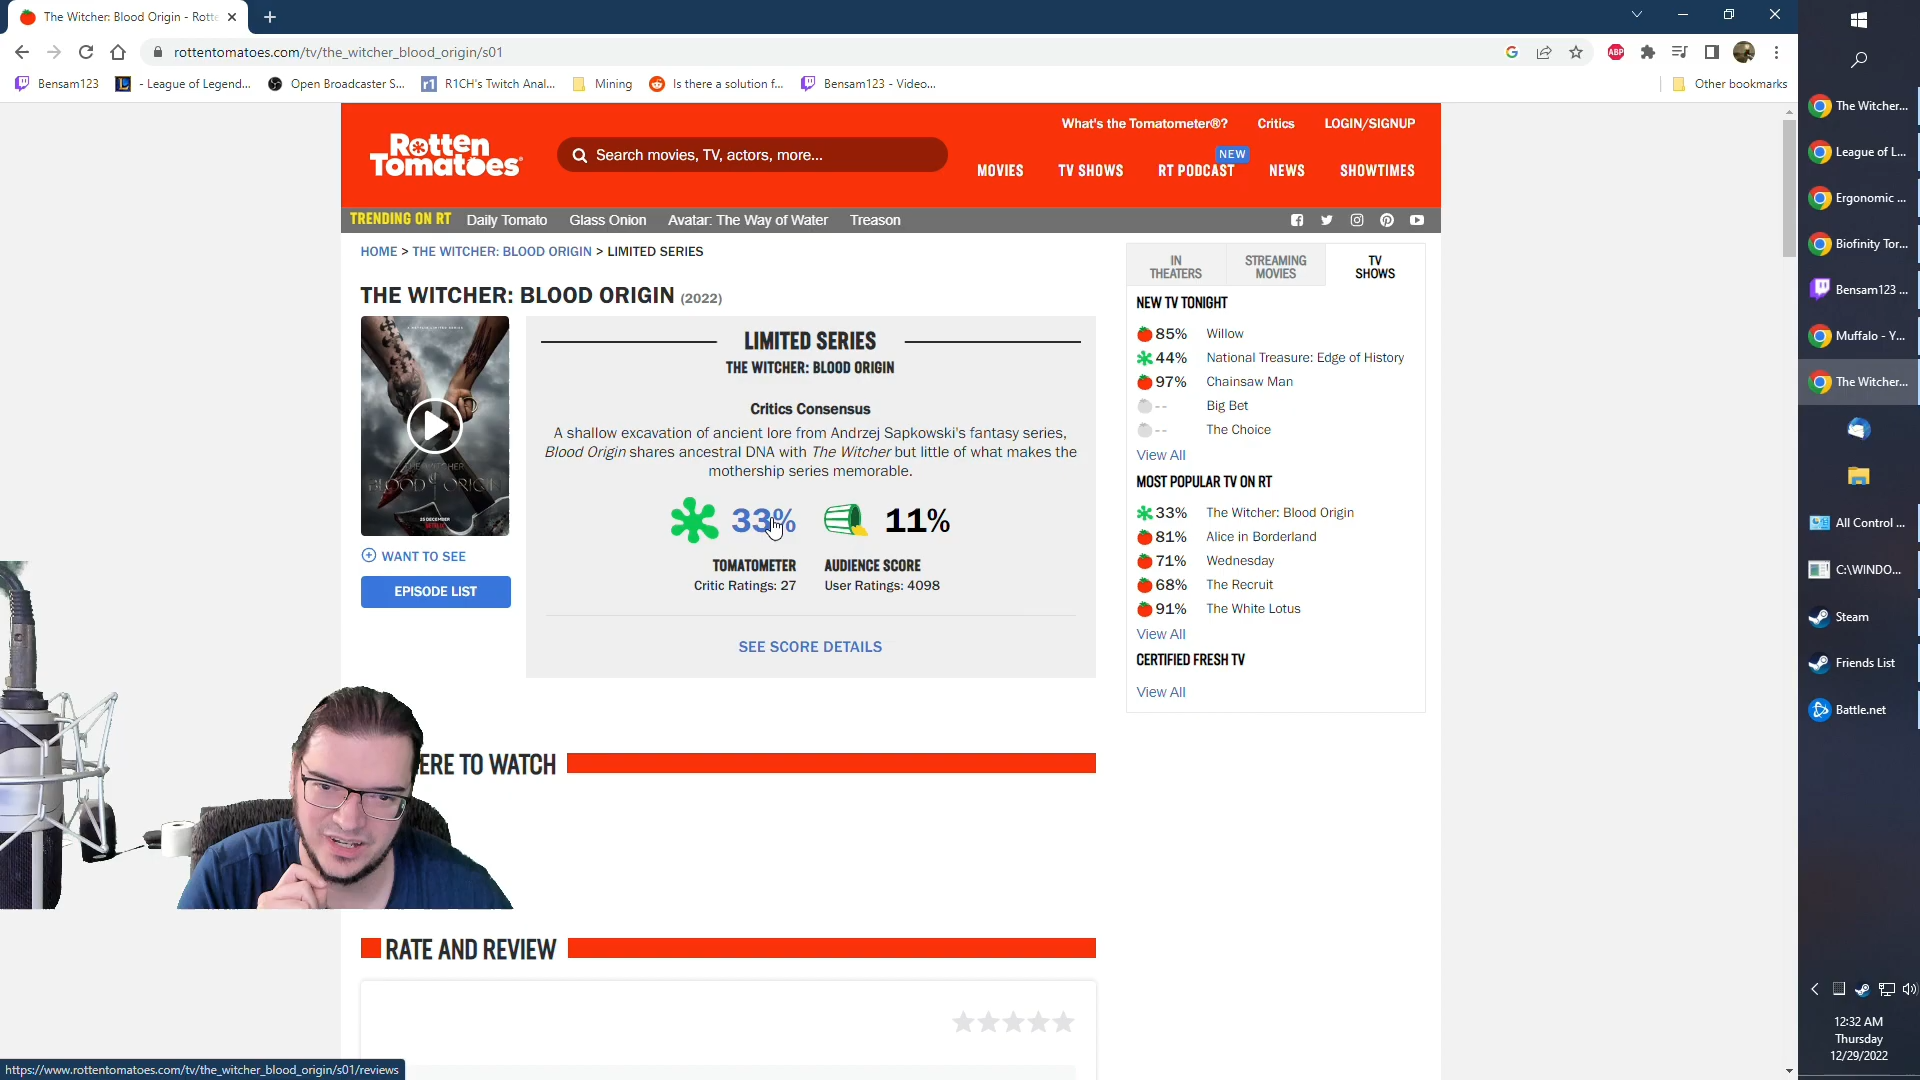 The Witcher: Blood Origin - Rotte
rottentomatoes.com/tv/the_witcher_blood_origin/s01
ABP
Bensam123
- League of Legend...
Open Broadcaster S...
r1
R1CH's Twitch Anal...
Mining
Is there a solution f...
Bensam123 - Video...
Other bookmarks
Rotten
Tomatoes
Search movies, TV, actors, more...
What's the Tomatometer®?
Critics
LOGIN/SIGNUP
NEW
MOVIES
TV SHOWS
RT PODCAST
NEWS
SHOWTIMES
TRENDING ON RT
Daily Tomato
Glass Onion
Avatar: The Way of Water
Treason
HOME > THE WITCHER: BLOOD ORIGIN > LIMITED SERIES
THE WITCHER: BLOOD ORIGIN (2022)
THE WITCHER
BLOOD ORIGIN
25 DECEMBER
NETFLIX
WANT TO SEE
EPISODE LIST
LIMITED SERIES
THE WITCHER: BLOOD ORIGIN
Critics Consensus
A shallow excavation of ancient lore from Andrzej Sapkowski's fantasy series,
Blood Origin shares ancestral DNA with The Witcher but little of what makes the
mothership series memorable.
33%
11%
TOMATOMETER
AUDIENCE SCORE
Critic Ratings: 27
User Ratings: 4098
SEE SCORE DETAILS
ERE TO WATCH
RATE AND REVIEW
IN
THEATERS
STREAMING
MOVIES
TV
SHOWS
NEW TV TONIGHT
85% Willow
44% National Treasure: Edge of History
97% Chainsaw Man
-- Big Bet
-- The Choice
View All
MOST POPULAR TV ON RT
33% The Witcher: Blood Origin
81% Alice in Borderland
71% Wednesday
68% The Recruit
91% The White Lotus
View All
CERTIFIED FRESH TV
View All
The Witcher...
League of L...
Ergonomic ...
Biofinity Tor...
Bensam123 ...
Muffalo - Y...
The Witcher...
All Control ...
C:\WINDO...
Steam
Friends List
Battle.net
12:32 AM
Thursday
12/29/2022
https://www.rottentomatoes.com/tv/the_witcher_blood_origin/s01/reviews